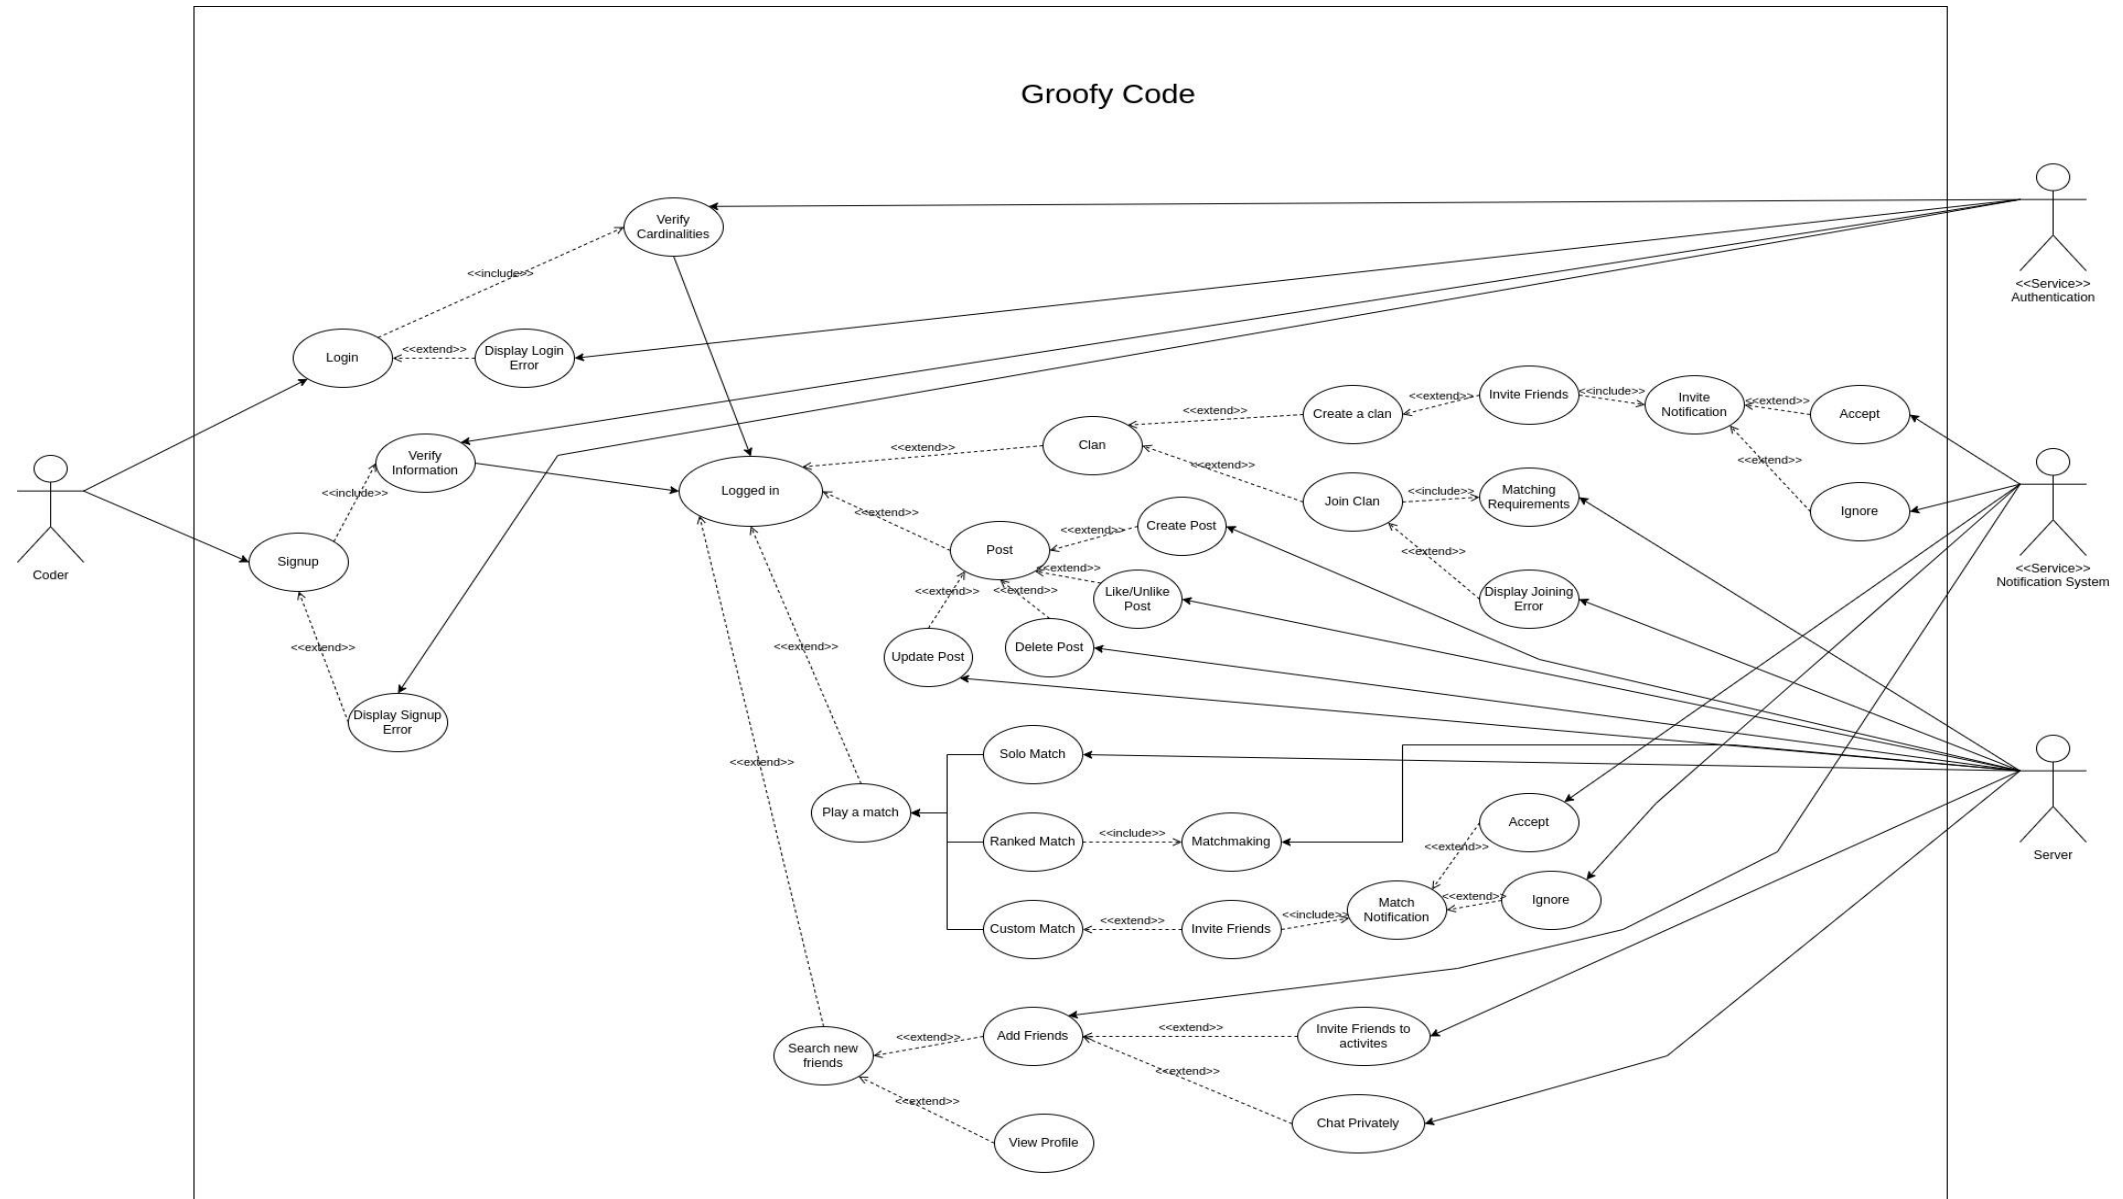 Groofy Code
Verify
Cardinalities
<<Service>>
Authentication
<<include>>
Login
<<extend>>
Display Login
Error
Coder
Verify
Information
<<include>>
Signup
<<extend>>
Display Signup
Error
Logged in
<<extend>>
Clan
<<extend>>
Create a clan
<<extend>>
Invite Friends
<<include>>
Invite
Notification
<<extend>>
Accept
<<extend>>
Ignore
<<Service>>
Notification System
<<extend>>
Join Clan
<<include>>
Matching
Requirements
<<extend>>
Display Joining
Error
<<extend>>
Post
<<extend>>
Create Post
<<extend>>
Like/Unlike
Post
<<extend>>
<<extend>>
Update Post
Delete Post
<<extend>>
<<extend>>
Play a match
Solo Match
Ranked Match
<<include>>
Matchmaking
Custom Match
<<extend>>
Invite Friends
<<include>>
Match
Notification
<<extend>>
Accept
<<extend>>
Ignore
Server
Search new
friends
<<extend>>
Add Friends
<<extend>>
Invite Friends to
activites
<<extend>>
Chat Privately
<<extend>>
View Profile